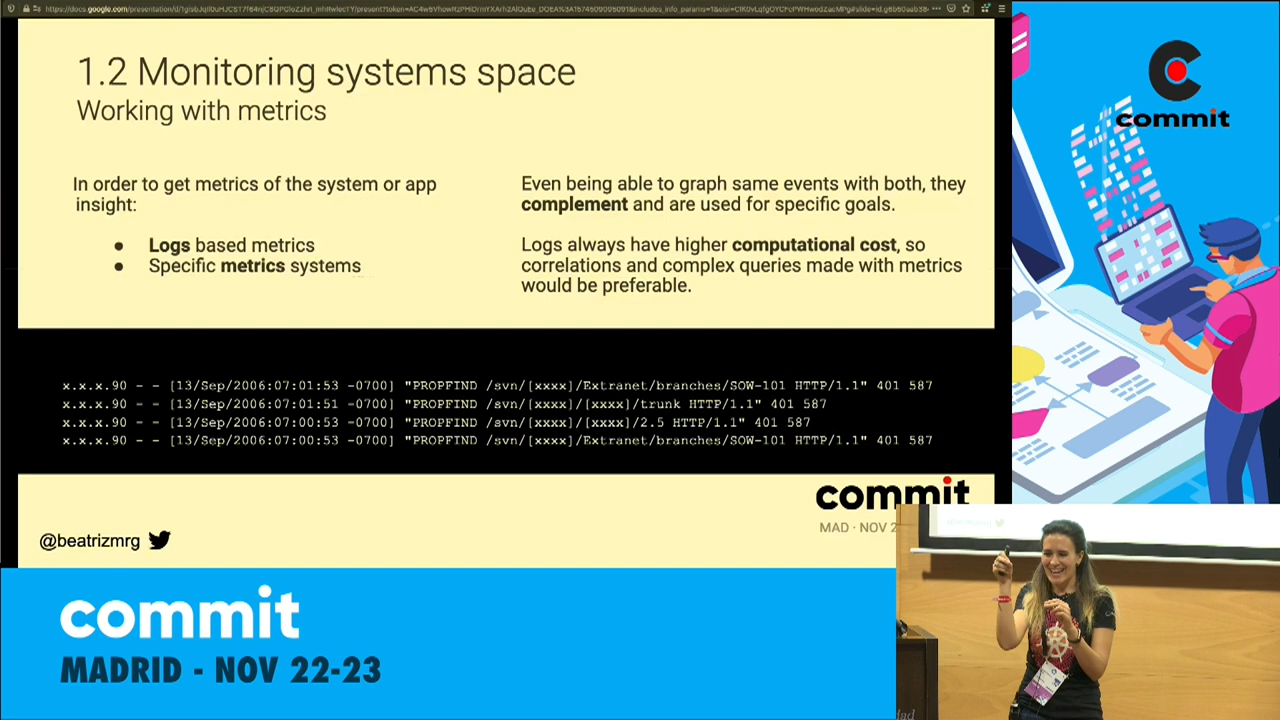 1.2 Monitoring systems space
Working with metrics
In order to get metrics of the system or app
insight:
● Logs based metrics
● Specific metrics systems
Even being able to graph same events with both, they
complement and are used for specific goals.
Logs always have higher computational cost, so
correlations and complex queries made with metrics
would be preferable.
x.x.x.90 - - [13/Sep/2006:07:01:53 -0700] "PROPFIND /svn/[xxxx]/Extranet/branches/SOW-101 HTTP/1.1" 401 587
x.x.x.90 - - [13/Sep/2006:07:01:51 -0700] "PROPFIND /svn/[xxxx]/[xxxx]/trunk HTTP/1.1" 401 587
x.x.x.90 - - [13/Sep/2006:07:00:53 -0700] "PROPFIND /svn/[xxxx]/[xxxx]/2.5 HTTP/1.1" 401 587
x.x.x.90 - - [13/Sep/2006:07:00:53 -0700] "PROPFIND /svn/[xxxx]/Extranet/branches/SOW-101 HTTP/1.1" 401 587
commit
MAD · NOV 2
@beatrizmrg
commit
MADRID - NOV 22-23
commit